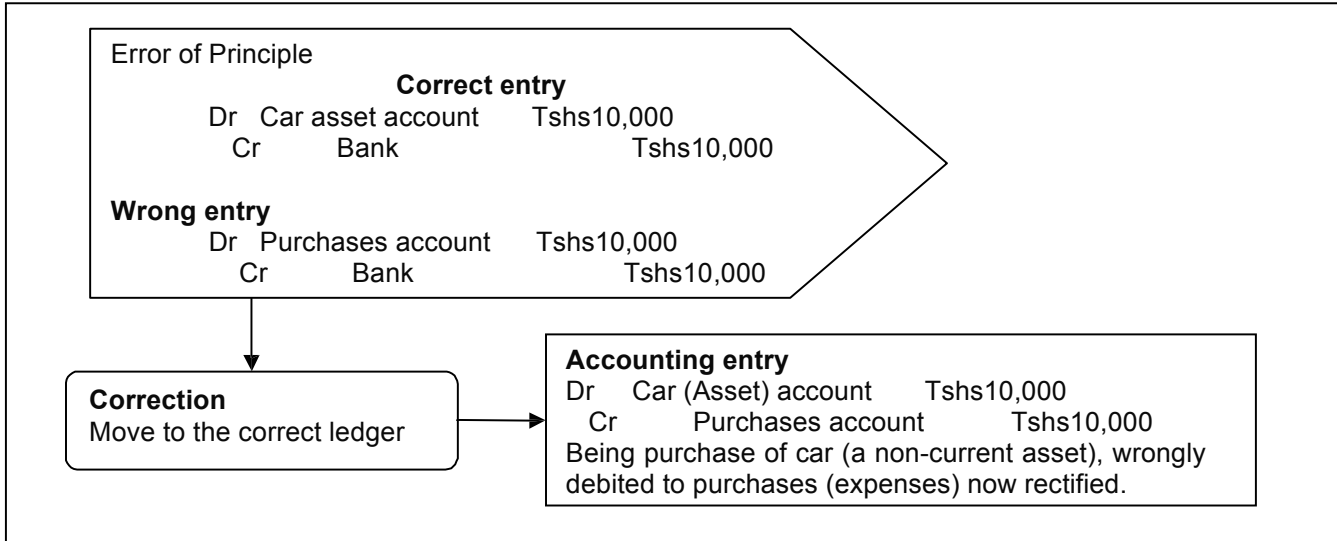 Error of Principle
Correct entry
Dr Car asset account Tshs10,000
Cr Bank Tshs10,000
Wrong entry
Dr Purchases account Tshs10,000
Cr Bank Tshs10,000
Correction
Move to the correct ledger
Accounting entry
Dr Car (Asset) account Tshs10,000
Cr Purchases account Tshs10,000
Being purchase of car (a non-current asset), wrongly
debited to purchases (expenses) now rectified.